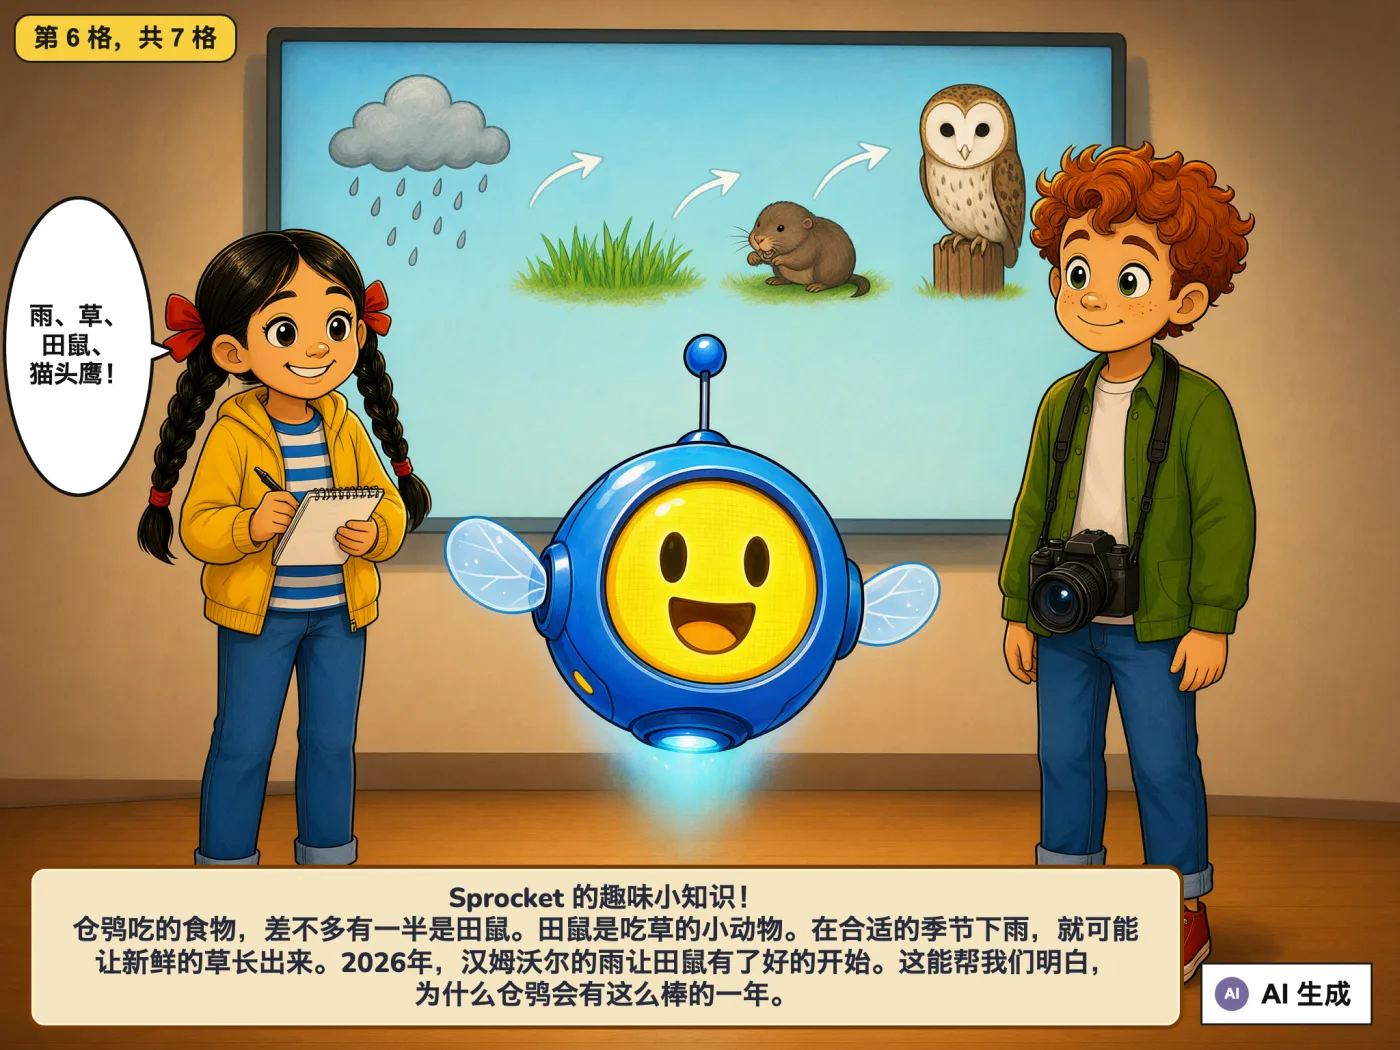 第 6 格，共 7 格
雨、草、
田鼠、
猫头鹰！
Sprocket 的趣味小知识！
仓鸮吃的食物，差不多有一半是田鼠。田鼠是吃草的小动物。在合适的季节下雨，就可能
让新鲜的草长出来。2026年，汉姆沃尔的雨让田鼠有了好的开始。这能帮我们明白，
为什么仓鸮会有这么棒的一年。
AI AI 生成